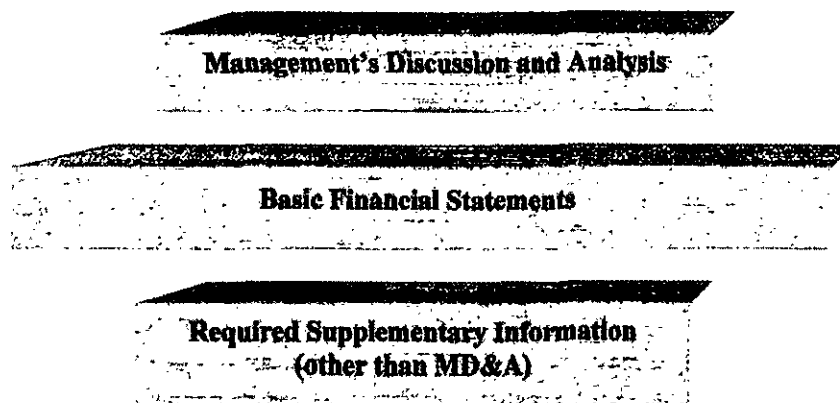 Management's Discussion and Analysis
Basic Financial Statements
Required Supplementary Information
(other than MD&A)